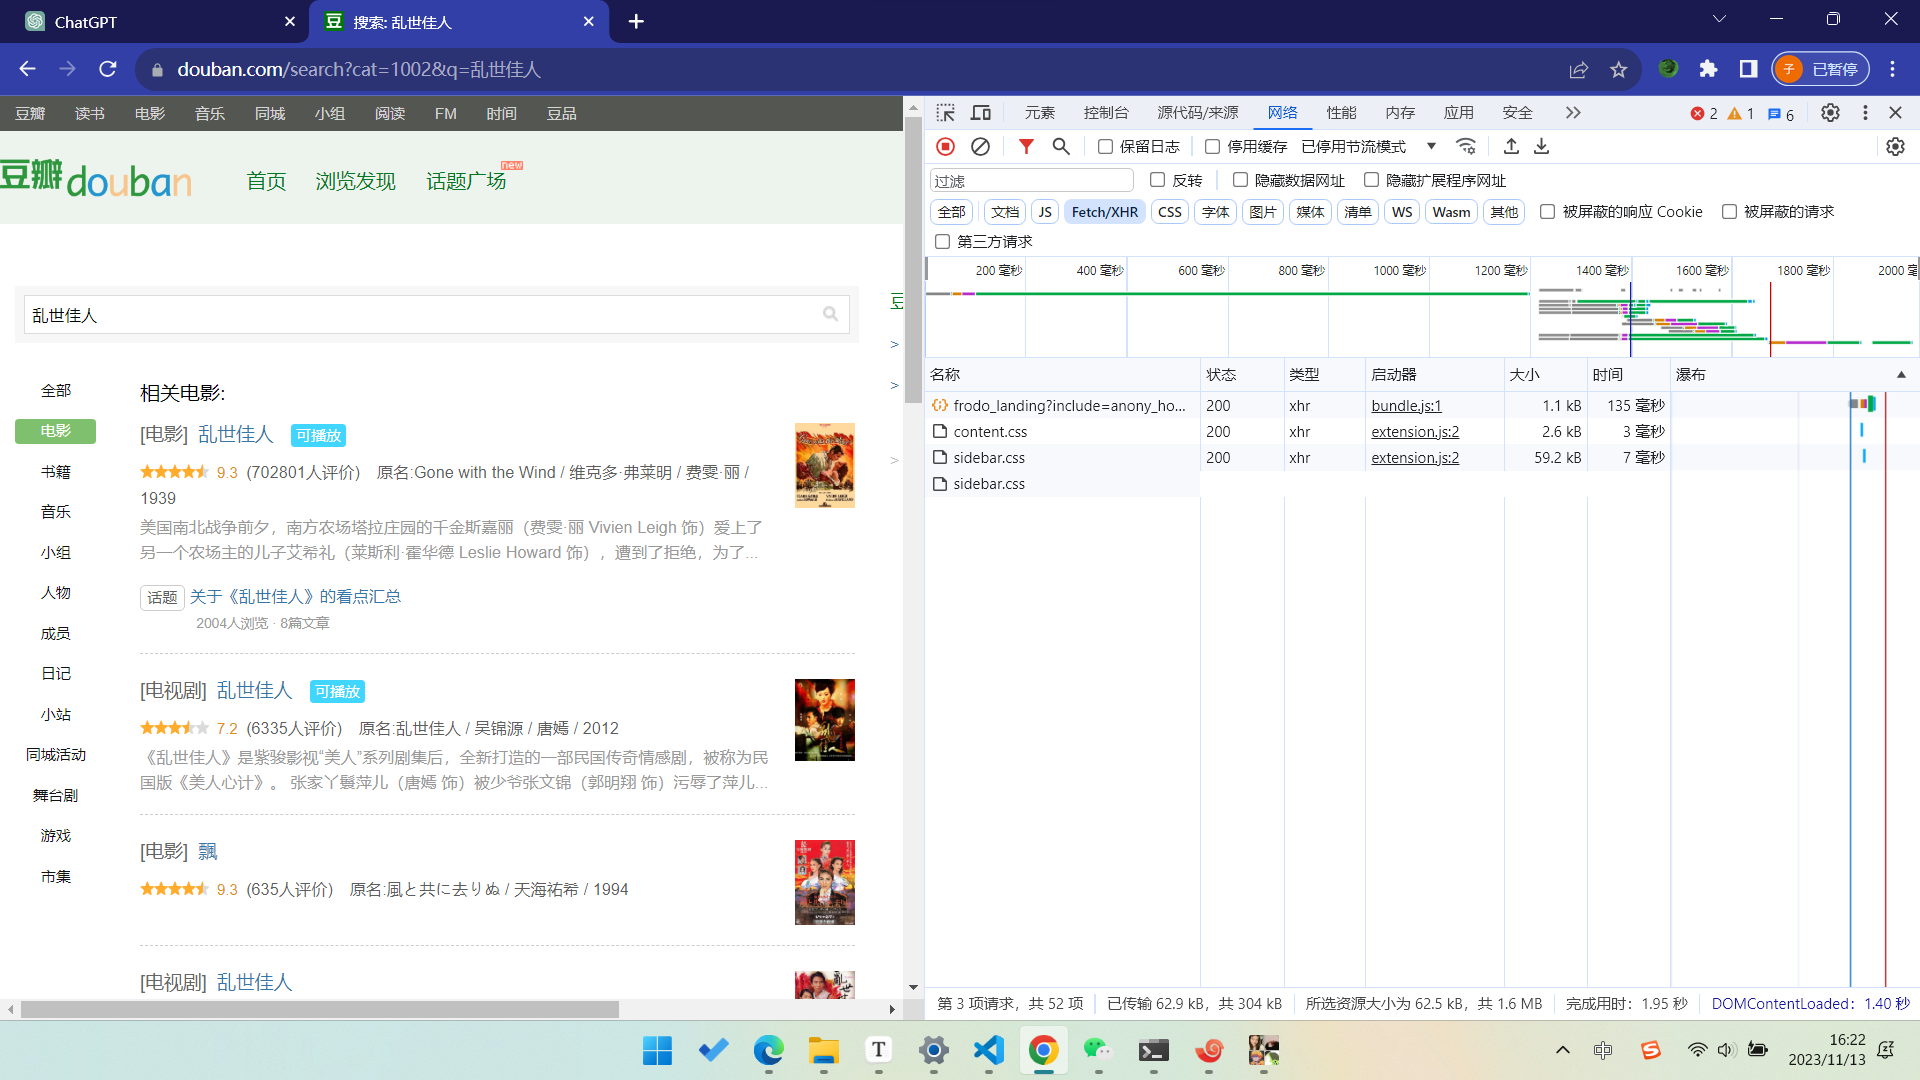 ChatGPT
搜索: 乱世佳人
douban.com/search?cat=1002&q=乱世佳人
子 已暂停
豆瓣 读书 电影 音乐 同城 小组 阅读 FM 时间 豆品
豆瓣douban 首页 浏览发现 话题广场 new
乱世佳人
豆
>
>
>
全部
电影
书籍
音乐
小组
人物
成员
日记
小站
同城活动
舞台剧
游戏
市集
相关电影:
[电影] 乱世佳人 可播放
9.3 (702801人评价) 原名:Gone with the Wind / 维克多·弗莱明 / 费雯·丽 /
1939
美国南北战争前夕，南方农场塔拉庄园的千金斯嘉丽（费雯·丽 Vivien Leigh 饰）爱上了
另一个农场主的儿子艾希礼（莱斯利·霍华德 Leslie Howard 饰），遭到了拒绝，为了...
话题 关于《乱世佳人》的看点汇总
2004人浏览 · 8篇文章
[电视剧] 乱世佳人 可播放
7.2 (6335人评价) 原名:乱世佳人 / 吴锦源 / 唐嫣 / 2012
《乱世佳人》是紫骏影视“美人”系列剧集后，全新打造的一部民国传奇情感剧，被称为民
国版《美人心计》。 张家丫鬟萍儿（唐嫣 饰）被少爷张文锦（郭明翔 饰）污辱了萍儿...
[电影] 飘
9.3 (635人评价) 原名:風と共に去りぬ / 天海祐希 / 1994
[电视剧] 乱世佳人
元素 控制台 源代码/来源 网络 性能 内存 应用 安全 2 1 6
保留日志 停用缓存 已停用节流模式
过滤 反转 隐藏数据网址 隐藏扩展程序网址
全部 文档 JS Fetch/XHR CSS 字体 图片 媒体 清单 WS Wasm 其他 被屏蔽的响应 Cookie 被屏蔽的请求
第三方请求
200 毫秒 400 毫秒 600 毫秒 800 毫秒 1000 毫秒 1200 毫秒 1400 毫秒 1600 毫秒 1800 毫秒 2000 毫
名称 状态 类型 启动器 大小 时间 瀑布
frodo_landing?include=anony_ho... 200 xhr bundle.js:1 1.1 kB 135 毫秒
content.css 200 xhr extension.js:2 2.6 kB 3 毫秒
sidebar.css 200 xhr extension.js:2 59.2 kB 7 毫秒
sidebar.css
第 3 项请求，共 52 项 已传输 62.9 kB，共 304 kB 所选资源大小为 62.5 kB，共 1.6 MB 完成用时：1.95 秒 DOMContentLoaded：1.40 秒
T
中
16:22
2023/11/13